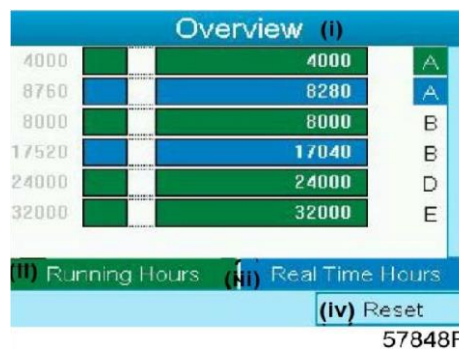 Overview (i)
4000 4000 A
8760 8280 A
8000 8000 B
17520 17040 B
24000 24000 D
32000 32000 E
(ii) Running Hours (iii) Real Time Hours
(iv) Reset
57848F